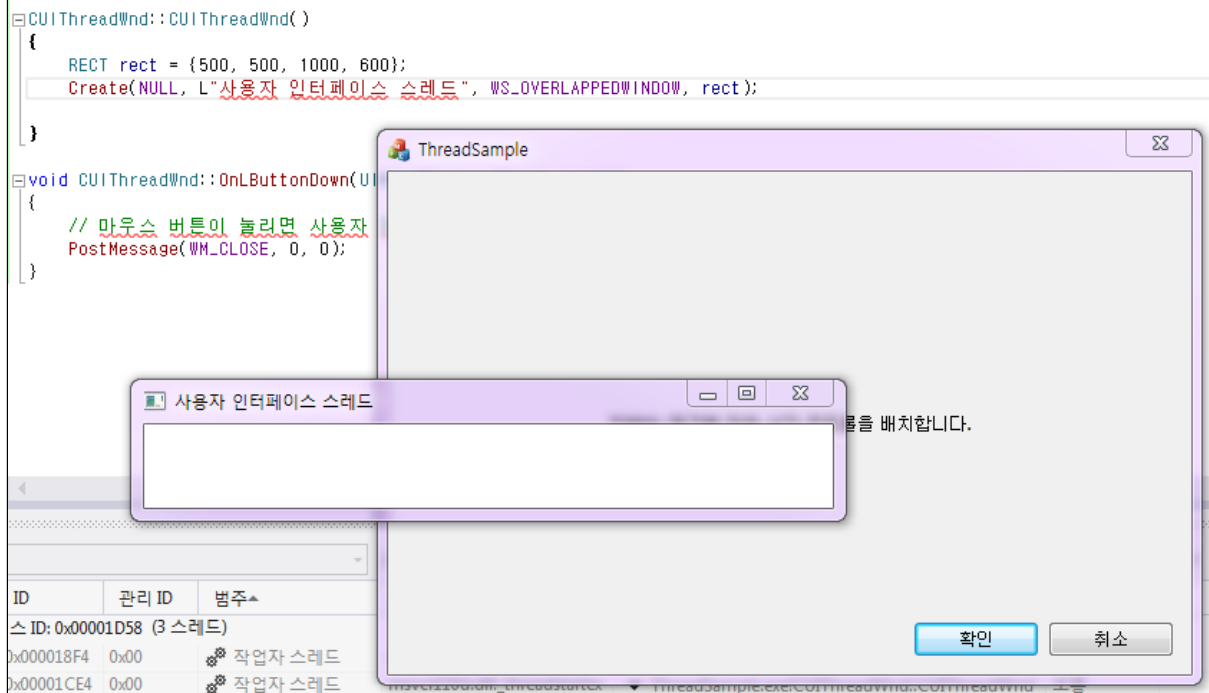 CUIThreadWnd::CUIThreadWnd()
{
RECT rect = {500, 500, 1000, 600};
Create(NULL, L"사용자 인터페이스 스레드", WS_OVERLAPPEDWINDOW, rect);
}
ThreadSample
void CUIThreadWnd::OnLButtonDown(UI
{
// 마우스 버튼이 눌리면 사용자
PostMessage(WM_CLOSE, 0, 0);
}
사용자 인터페이스 스레드
를을 배치합니다.
ID 관리 ID 범주
스 ID: 0x00001D58 (3 스레드)
0x000018F4 0x00 작업자 스레드
확인 취소
0x00001CE4 0x00 작업자 스레드